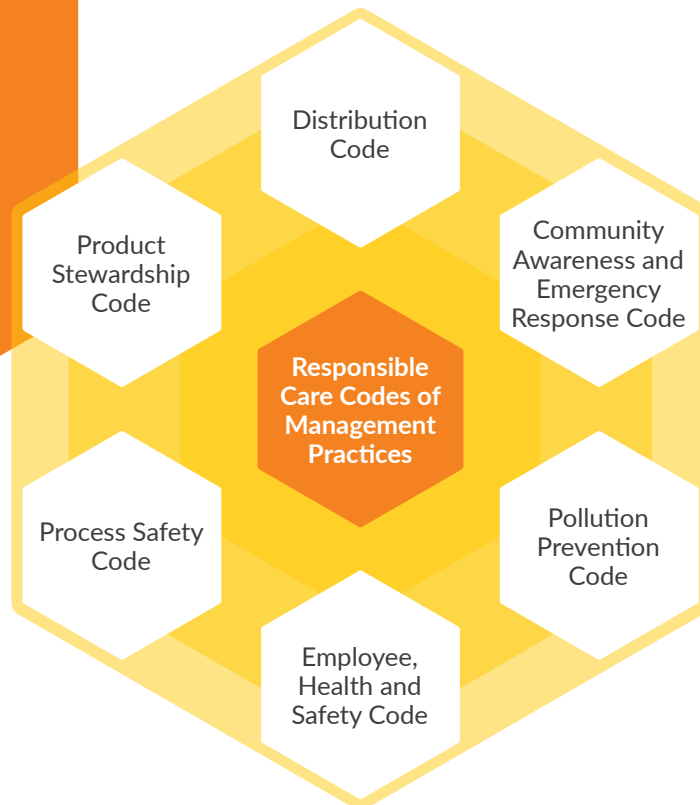 Distribution
Code
Community
Awareness and
Emergency
Response Code
Product
Stewardship
Code
Responsible
Care Codes of
Management
Practices
Process Safety
Code
Pollution
Prevention
Code
Employee,
Health and
Safety Code